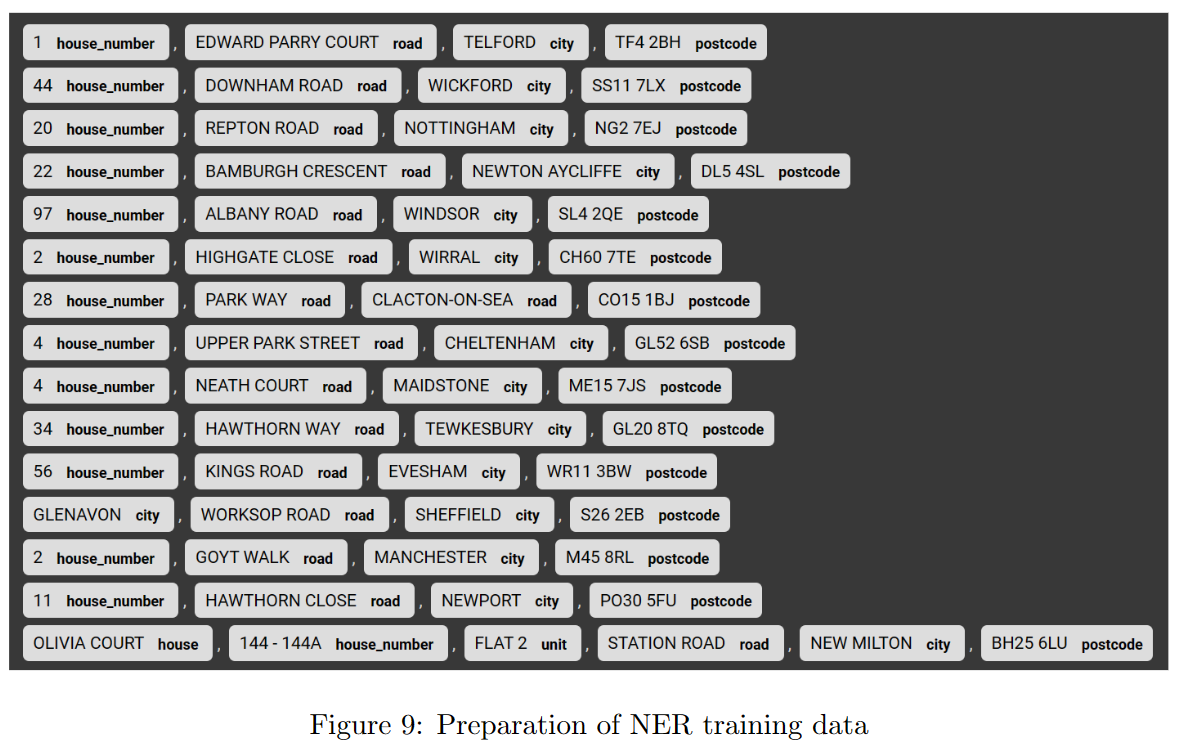 1 house_number , EDWARD PARRY COURT road , TELFORD city , TF4 2BH postcode
44 house_number , DOWNHAM ROAD road , WICKFORD city , SS11 7LX postcode
20 house_number , REPTON ROAD road , NOTTINGHAM city , NG2 7EJ postcode
22 house_number , BAMBURGH CRESCENT road , NEWTON AYCLIFFE city , DL5 4SL postcode
97 house_number , ALBANY ROAD road , WINDSOR city , SL4 2QE postcode
2 house_number , HIGHGATE CLOSE road , WIRRAL city , CH60 7TE postcode
28 house_number , PARK WAY road , CLACTON-ON-SEA road , CO15 1BJ postcode
4 house_number , UPPER PARK STREET road , CHELTENHAM city , GL52 6SB postcode
4 house_number , NEATH COURT road , MAIDSTONE city , ME15 7JS postcode
34 house_number , HAWTHORN WAY road , TEWKESBURY city , GL20 8TQ postcode
56 house_number , KINGS ROAD road , EVESHAM city , WR11 3BW postcode
GLENAVON city , WORKSOP ROAD road , SHEFFIELD city , S26 2EB postcode
2 house_number , GOYT WALK road , MANCHESTER city , M45 8RL postcode
11 house_number , HAWTHORN CLOSE road , NEWPORT city , PO30 5FU postcode
OLIVIA COURT house , 144 - 144A house_number , FLAT 2 unit , STATION ROAD road , NEW MILTON city , BH25 6LU postcode
Figure 9: Preparation of NER training data